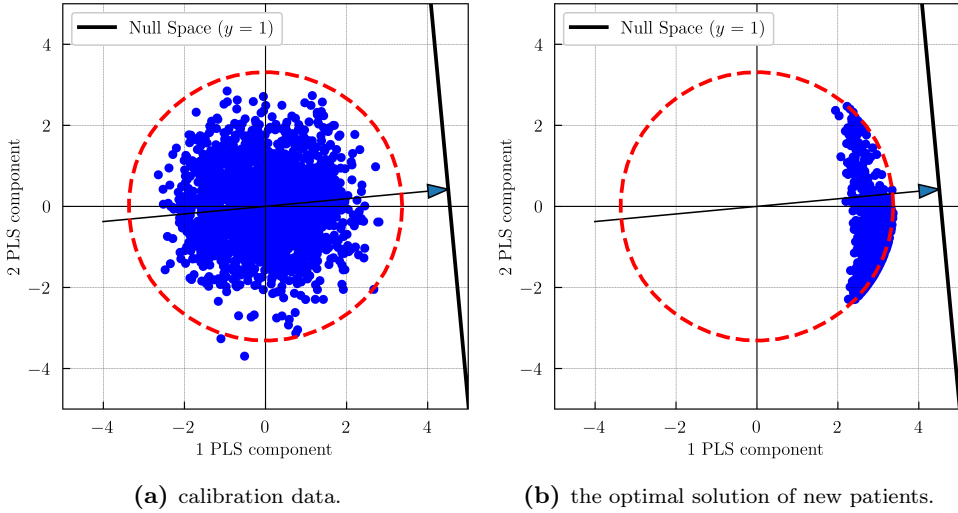 Null Space (y = 1)
4
2
0
−2
−4
2 PLS component
−4
−2
0
2
4
1 PLS component
(a) calibration data.
Null Space (y = 1)
4
2
0
−2
−4
2 PLS component
−4
−2
0
2
4
1 PLS component
(b) the optimal solution of new patients.